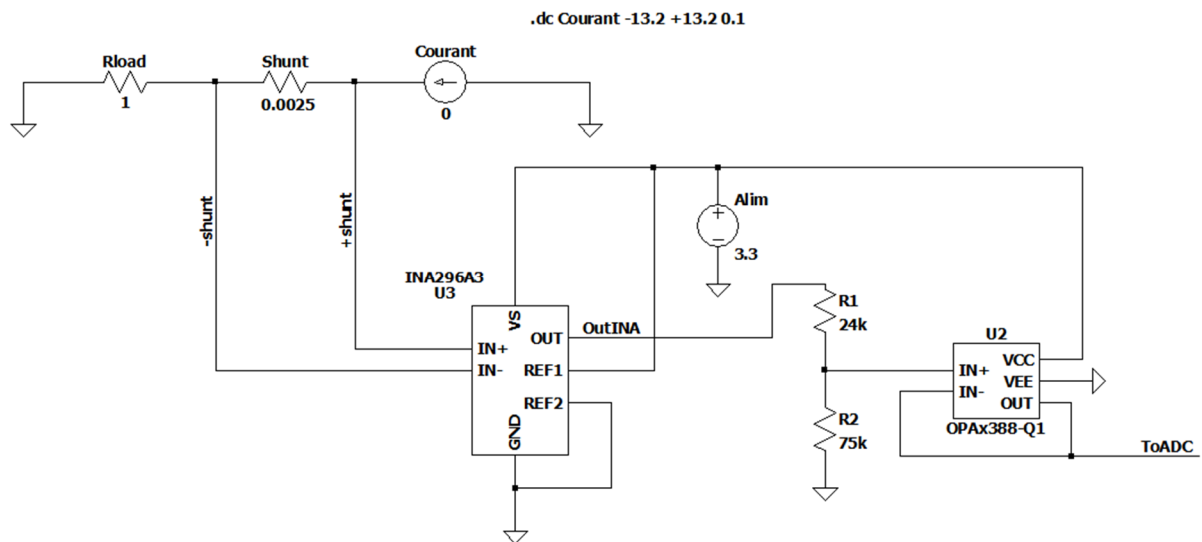 .dc Courant -13.2 +13.2 0.1
Courant
Rload
Shunt
1
0.0025
0
-shunt
+shunt
Alim
3.3
INA296A3
U3
VS
OUT
OutINA
IN+
IN-
REF1
REF2
GND
R1
24k
R2
75k
U2
VCC
IN+
VEE
IN-
OUT
OPAx388-Q1
ToADC